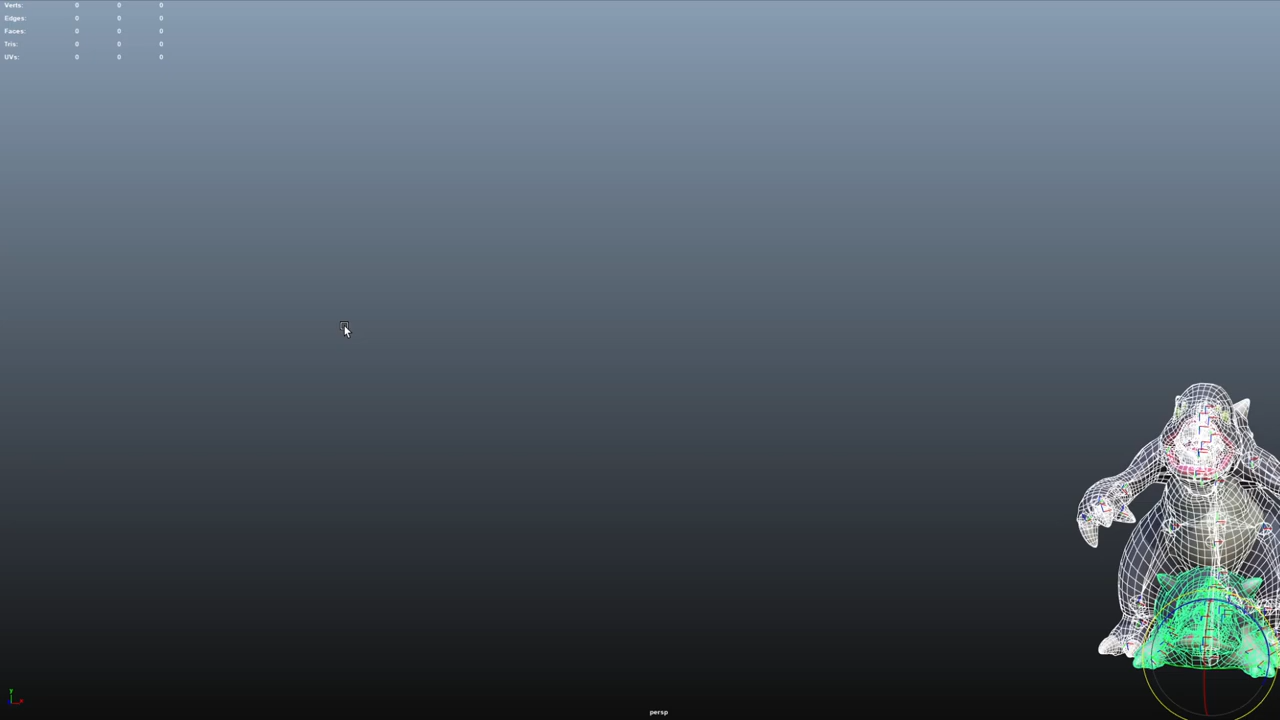 Verts: 0 0 0
Edges: 0 0 0
Faces: 0 0 0
Tris: 0 0 0
UVs: 0 0 0
y
x
persp